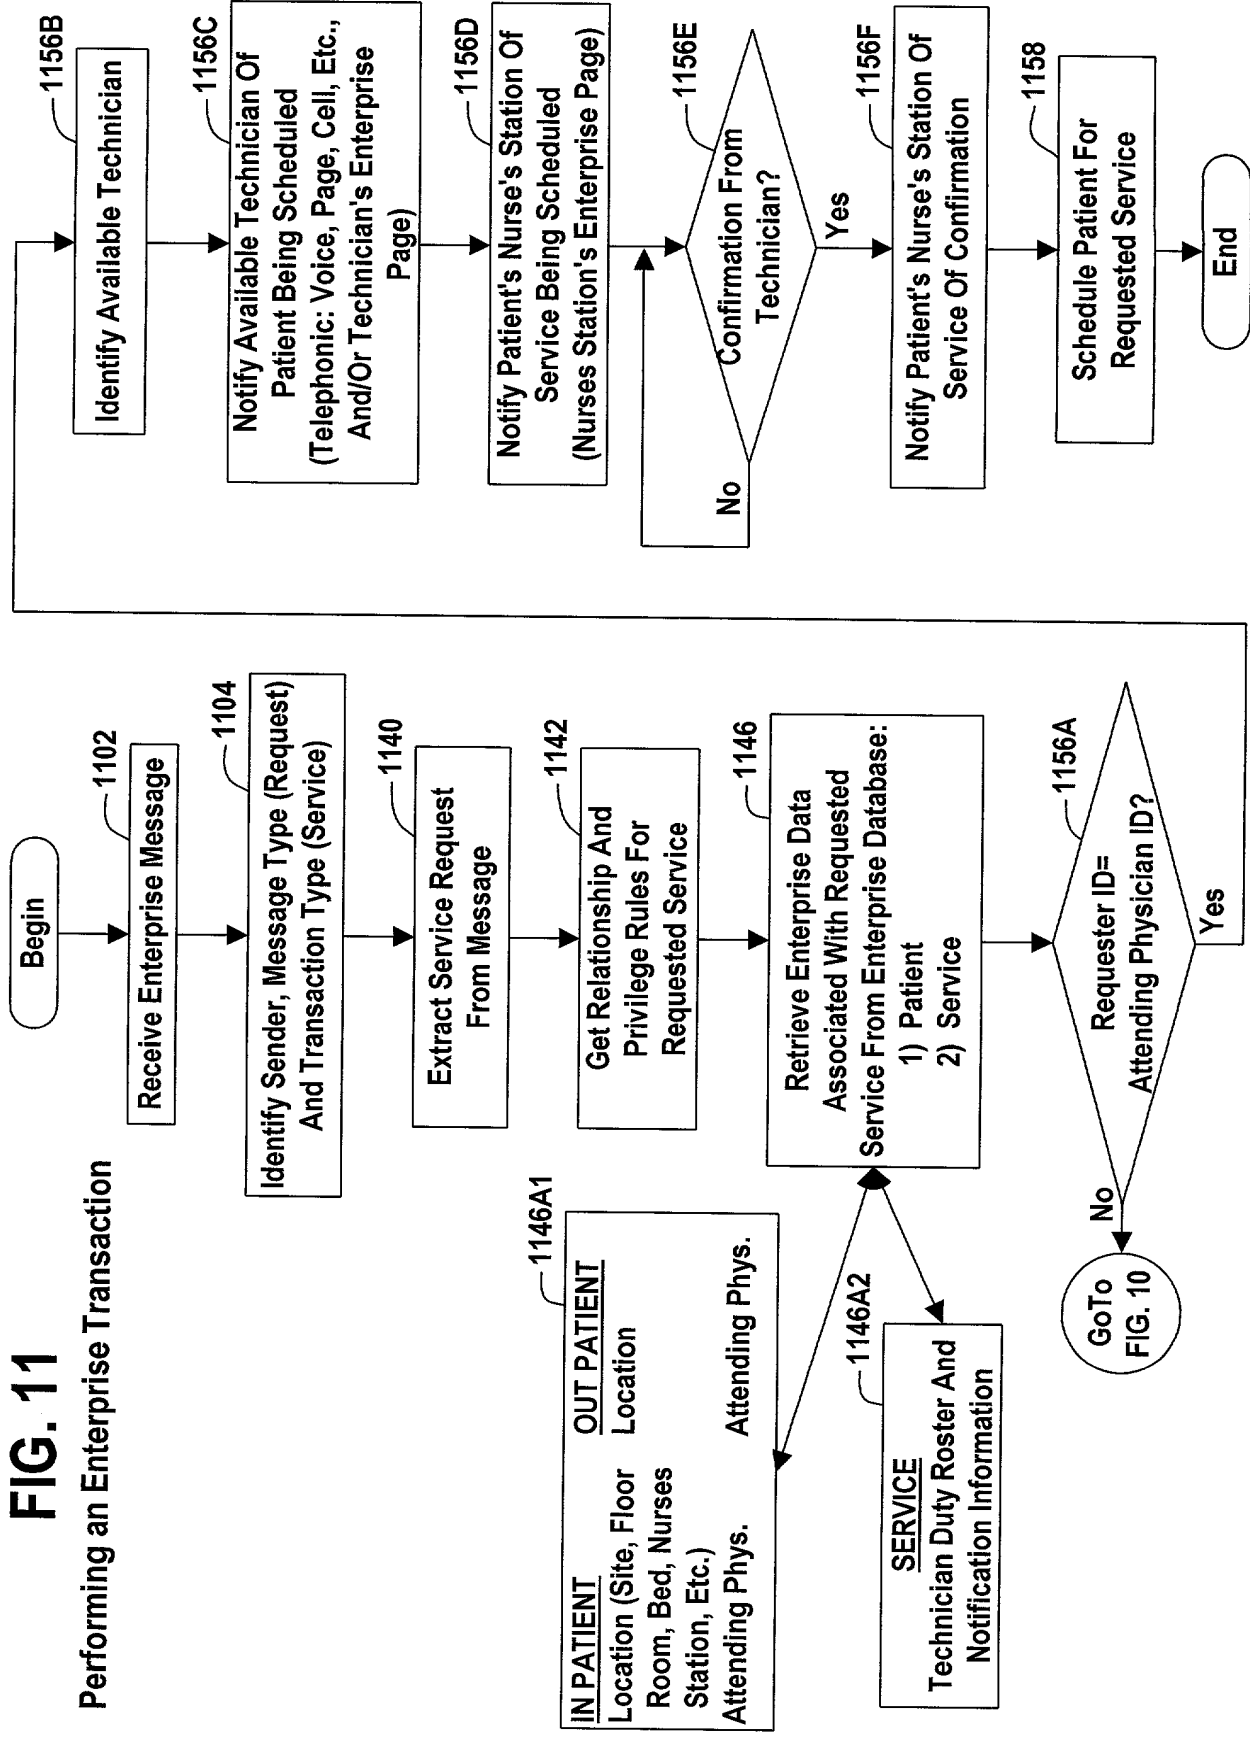 FIG. 11
Performing an Enterprise Transaction
Begin
1102
Receive Enterprise Message
1104
Identify Sender, Message Type (Request)
And Transaction Type (Service)
1140
Extract Service Request
From Message
1142
Get Relationship And
Privilege Rules For
Requested Service
1146
Retrieve Enterprise Data
Associated With Requested
Service From Enterprise Database:
1) Patient
2) Service
1146A1
IN PATIENT
Location (Site, Floor
Room, Bed, Nurses
Station, Etc.)
Attending Phys.
OUT PATIENT
Location
Attending Phys.
1146A2
SERVICE
Technician Duty Roster And
Notification Information
1156A
Requester ID=
Attending Physician ID?
No
GoTo
FIG. 10
Yes
1156B
Identify Available Technician
1156C
Notify Available Technician Of
Patient Being Scheduled
(Telephonic: Voice, Page, Cell, Etc.,
And/Or Technician's Enterprise
Page)
1156D
Notify Patient's Nurse's Station Of
Service Being Scheduled
(Nurses Station's Enterprise Page)
1156E
Confirmation From
Technician?
No
Yes
1156F
Notify Patient's Nurse's Station Of
Service Of Confirmation
1158
Schedule Patient For
Requested Service
End